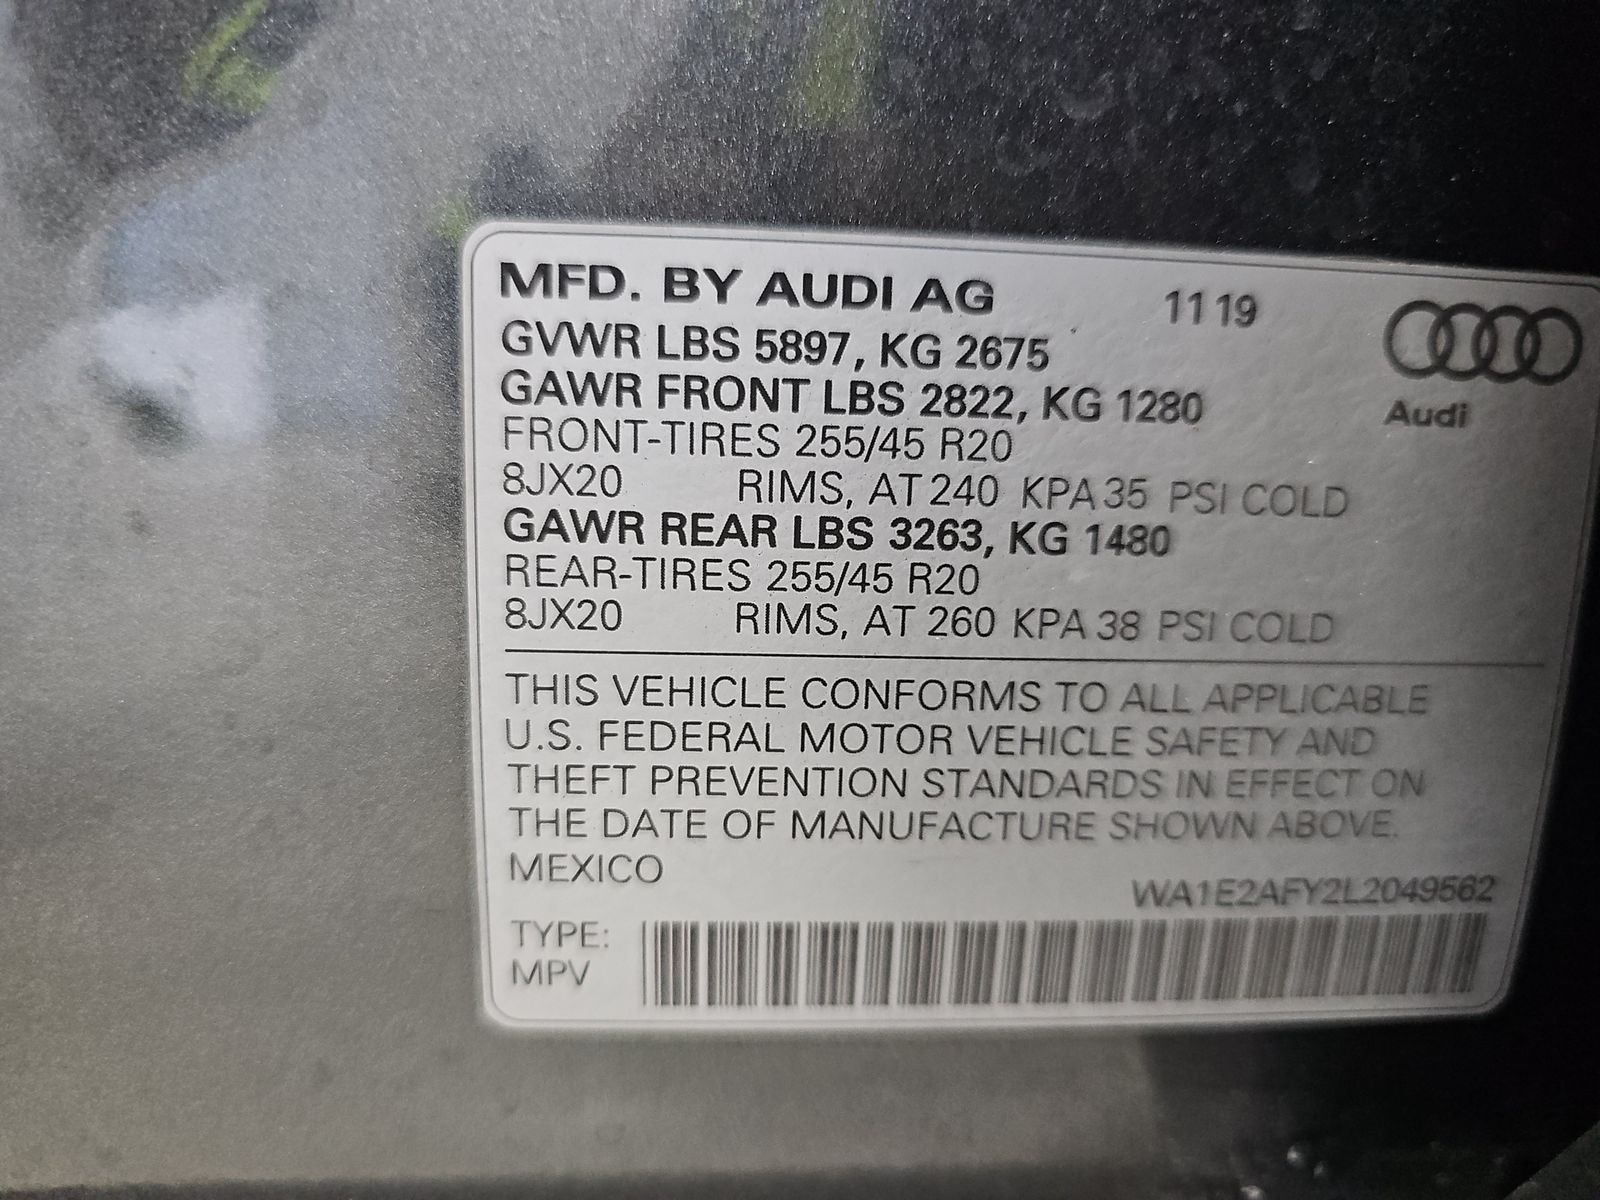 MFD. BY AUDI AG 11 19
GVWR LBS 5897, KG 2675
GAWR FRONT LBS 2822, KG 1280
Audi
FRONT-TIRES 255/45 R20
8JX20 RIMS, AT 240 KPA 35 PSI COLD
GAWR REAR LBS 3263, KG 1480
REAR-TIRES 255/45 R20
8JX20 RIMS, AT 260 KPA 38 PSI COLD
THIS VEHICLE CONFORMS TO ALL APPLICABLE
U.S. FEDERAL MOTOR VEHICLE SAFETY AND
THEFT PREVENTION STANDARDS IN EFFECT ON
THE DATE OF MANUFACTURE SHOWN ABOVE.
MEXICO
WA1E2AFY2L2049562
TYPE:
MPV